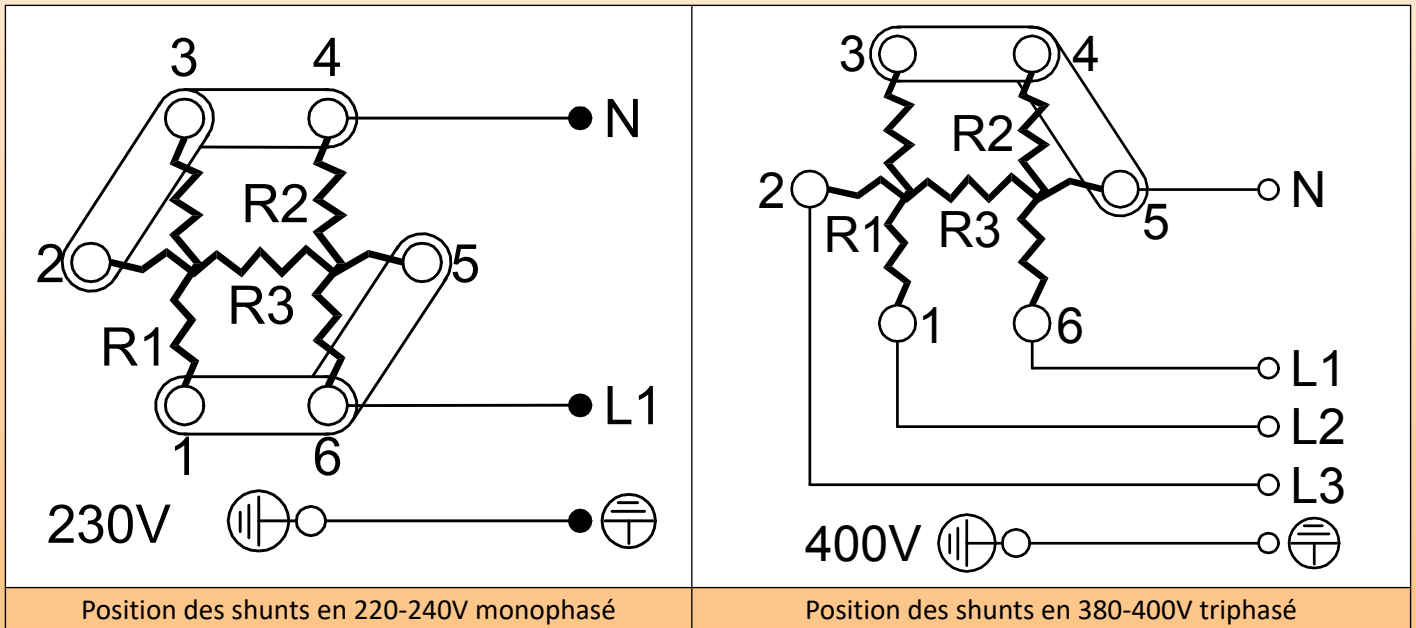 3 4
N
R2
2 5
R3
R1
L1
1 6
230V
Position des shunts en 220-240V monophasé
3 4
R2
2 N
5
R1 R3
1 6
L1
L2
L3
400V
Position des shunts en 380-400V triphasé